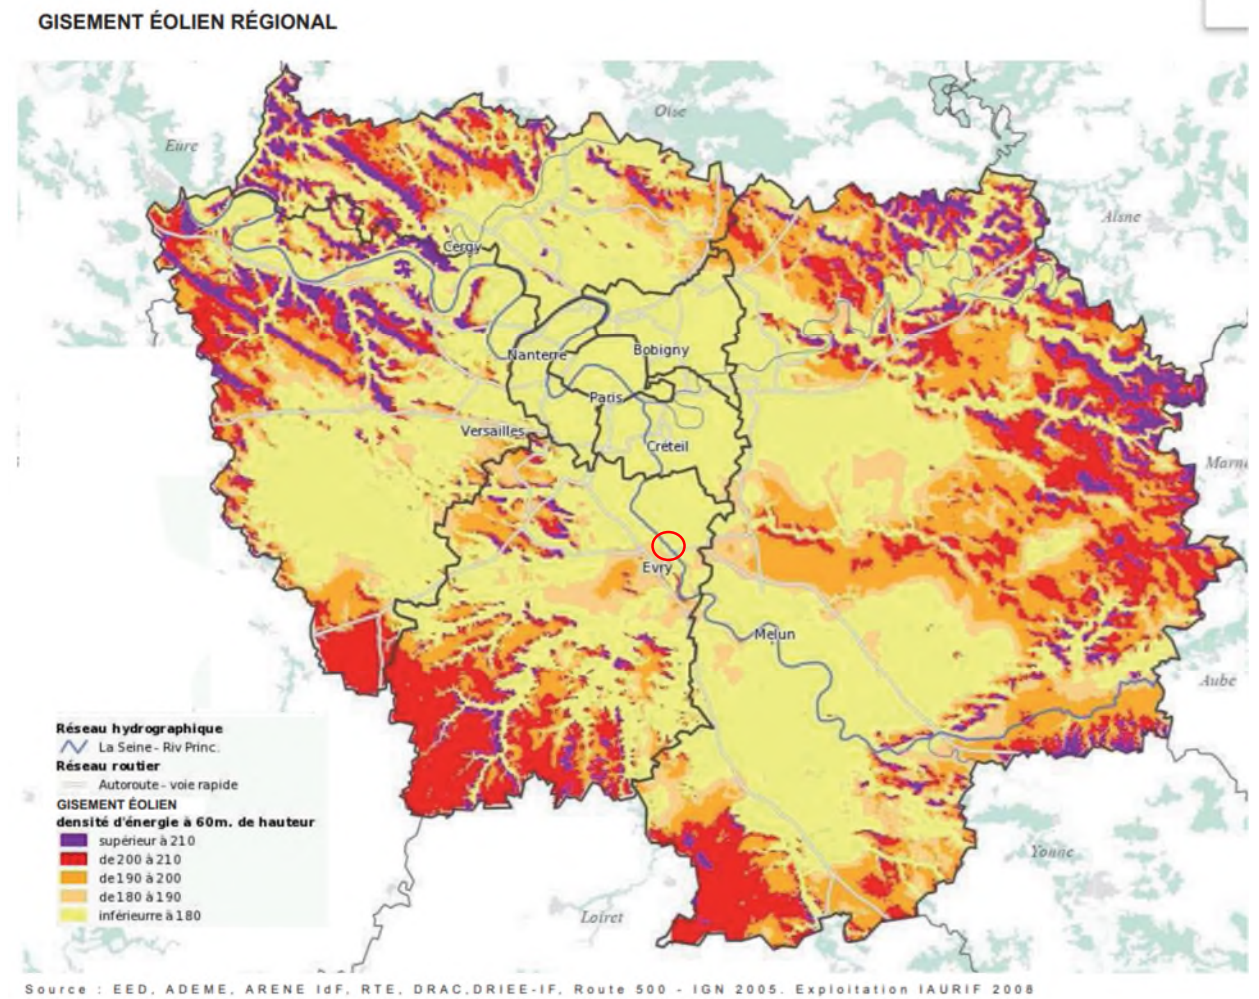 GISEMENT ÉOLIEN RÉGIONAL
Oise
Eure
Aisne
Cergy
Nanterre
Bobigny
Paris
Versailles
Créteil
Marn
Evry
Melun
Aube
Réseau hydrographique
La Seine - Riv Princ.
Réseau routier
Autoroute - voie rapide
GISEMENT ÉOLIEN
densité d'énergie à 60m. de hauteur
supérieur à 210
de 200 à 210
de 190 à 200
de 180 à 190
inférieurre à 180
Yonne
Loiret
Source : EED, ADEME, ARENE IdF, RTE, DRAC,DRIEE-IF, Route 500 - IGN 2005. Exploitation IAURIF 2008